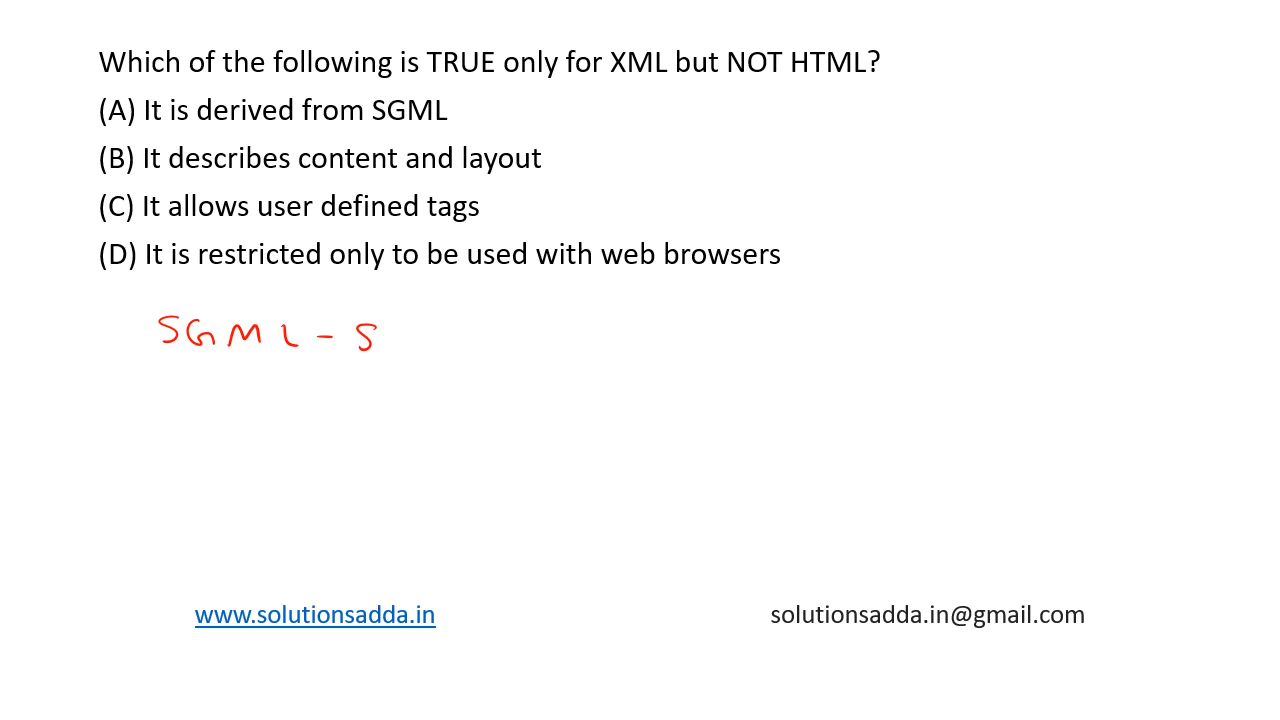 Which of the following is TRUE only for XML but NOT HTML?
(A) It is derived from SGML
(B) It describes content and layout
(C) It allows user defined tags
(D) It is restricted only to be used with web browsers
SGML - S
www.solutionsadda.in
solutionsadda.in@gmail.com